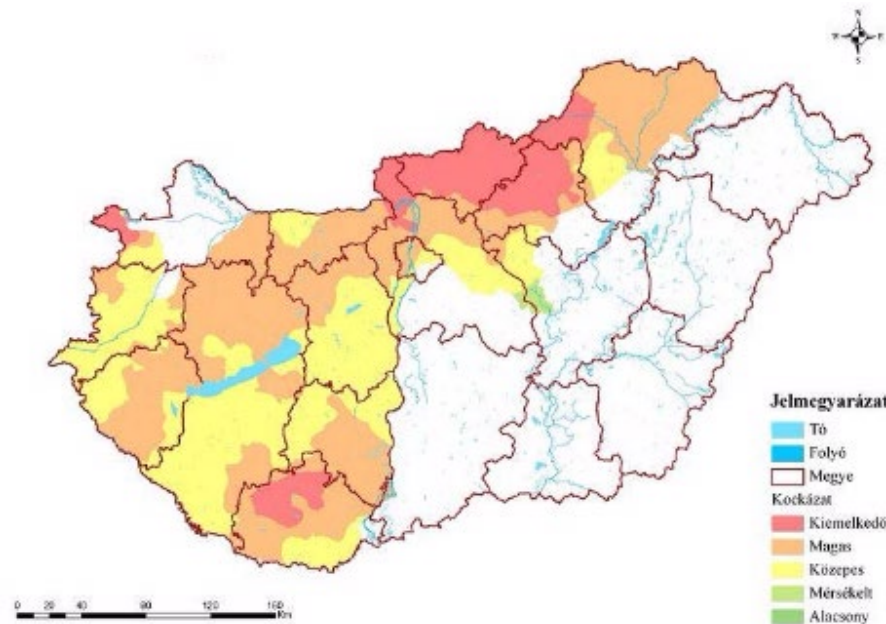 N
W E
S
Jelmegyarázat
Tó
Folyó
Megye
Kockázat
Kiemelkedő
Magas
Közepes
Mérsékelt
Alacsony
0 20 40 80 120 160
Km